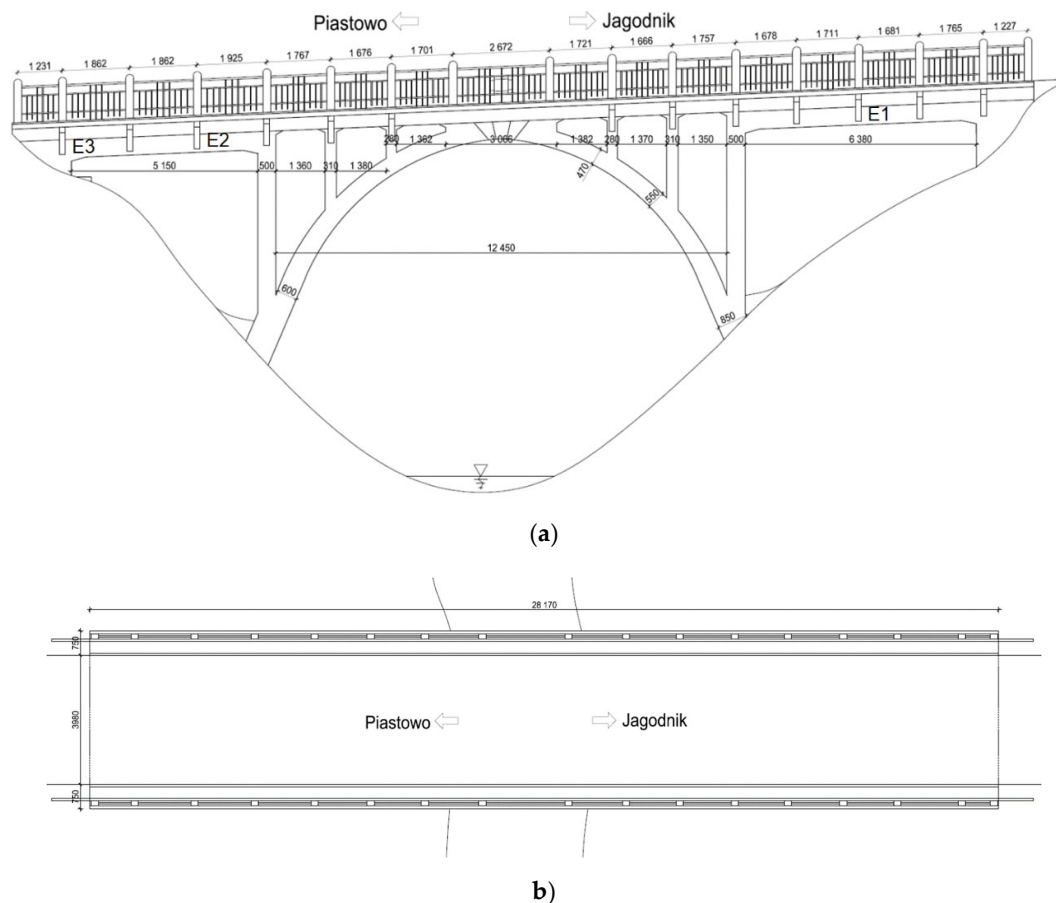 Piastowo Jagodnik
1 231 1 862 1 862 1 925 1 767 1 676 1 701 2 672 1 721 1 666 1 757 1 678 1 711 1 681 1 765 1 227
E3 E2 E1
280 1 362 3 066 1 382 280 1 370 310 1 350 500 6 380
5 150 500 1 360 310 1 380 470 550
12 450
600 850
(a)
28 170
750
3980
Piastowo Jagodnik
750
b)